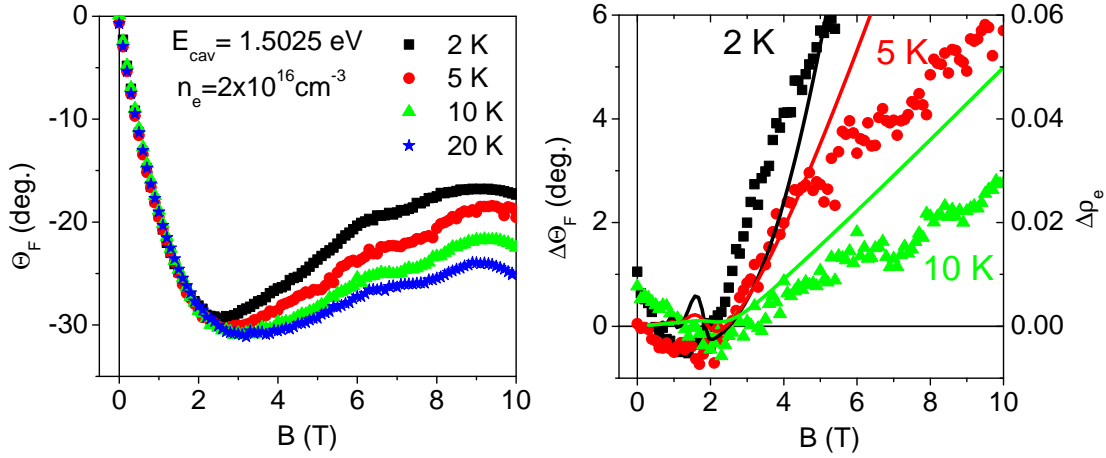 E_cav= 1.5025 eV
n_e=2x10^16cm^-3
2 K
5 K
10 K
20 K
0
-10
-20
-30
Θ_F (deg.)
0 2 4 6 8 10
B (T)
2 K
5 K
10 K
6
4
2
0
ΔΘ_F (deg.)
0.06
0.04
0.02
0.00
Δρ_e
0 2 4 6 8 10
B (T)